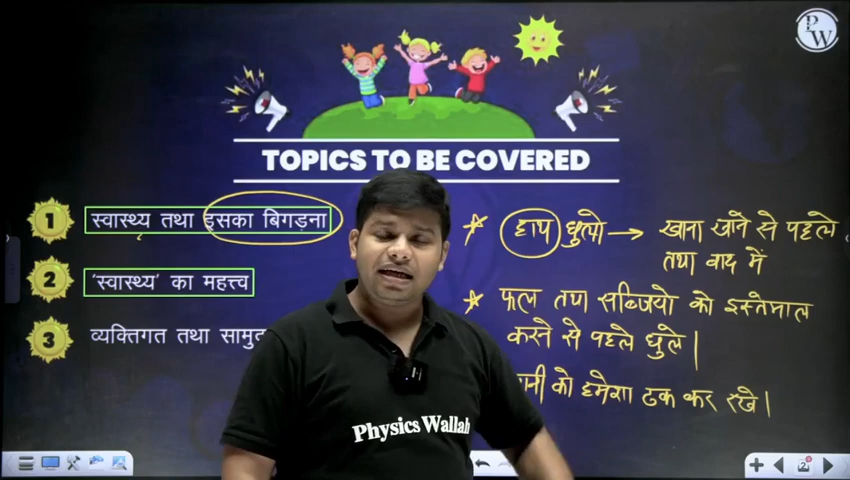 PW
TOPICS TO BE COVERED
1 स्वास्थ्य तथा इसका बिगड़ना
2 'स्वास्थ्य' का महत्त्व
3 व्यक्तिगत तथा
हाथ धुलो → खाना खाने से पहले
तथा बाद में
फल तथा सब्जियो को इस्तेमाल
करने से पहले धुले |
को हमेशा ढक कर रखे |
Physics Wallah
2